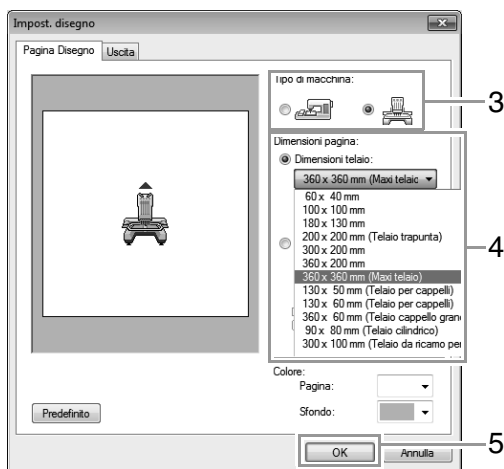 Impost. disegno
Pagina Disegno Uscita
Tipo di macchina:
3
Dimensioni pagina:
Dimensioni telaio:
360 x 360 mm (Maxi telaic
60 x 40 mm
100 x 100 mm
180 x 130 mm
200 x 200 mm (Telaio trapunta)
300 x 200 mm
360 x 200 mm
360 x 360 mm (Maxi telaio)
130 x 50 mm (Telaio per cappelli)
130 x 60 mm (Telaio per cappelli)
360 x 60 mm (Telaio cappello gran
90 x 80 mm (Telaio cilindrico)
300 x 100 mm (Telaio da ricamo per
4
Colore:
Pagina:
Sfondo:
Predefinito
OK Annulla
5